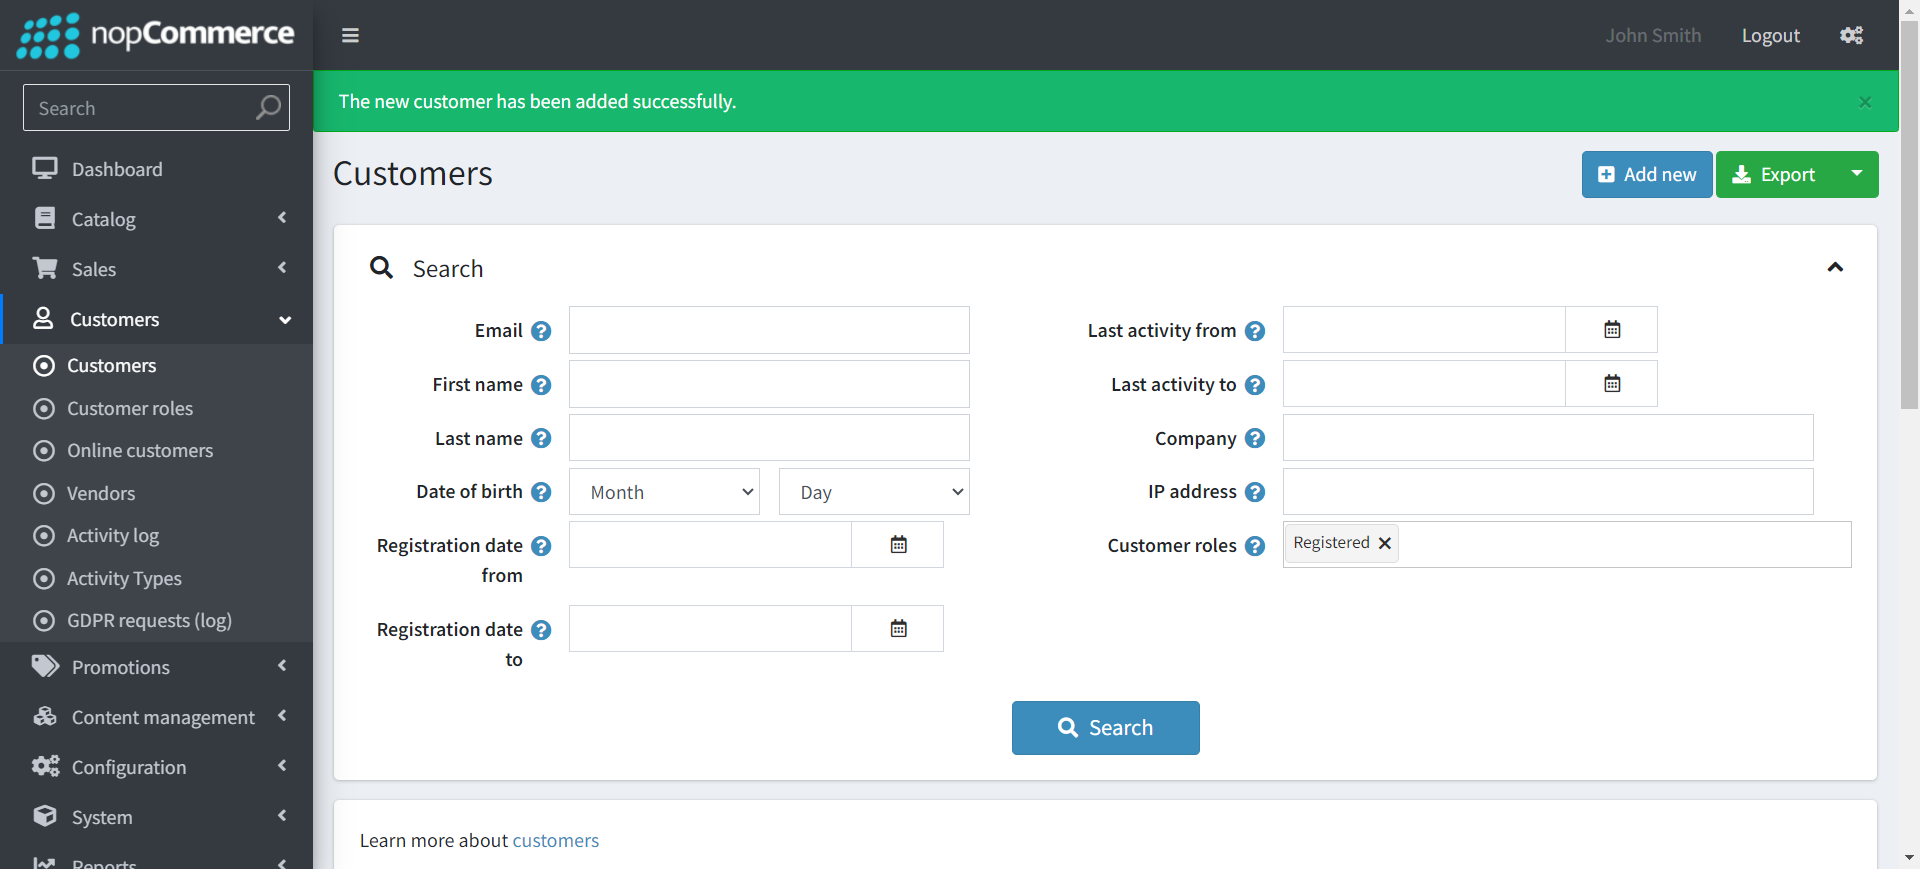 nopCommerce
John Smith
Logout
The new customer has been added successfully.
Search
Dashboard
Catalog
Sales
Customers
Customers
Customer roles
Online customers
Vendors
Activity log
Activity Types
GDPR requests (log)
Promotions
Content management
Configuration
System
Reports
Customers
Add new
Export
Search
Email
First name
Last name
Date of birth
Month
Day
Registration date
from
Registration date
to
Last activity from
Last activity to
Company
IP address
Customer roles
Registered
Search
Learn more about customers